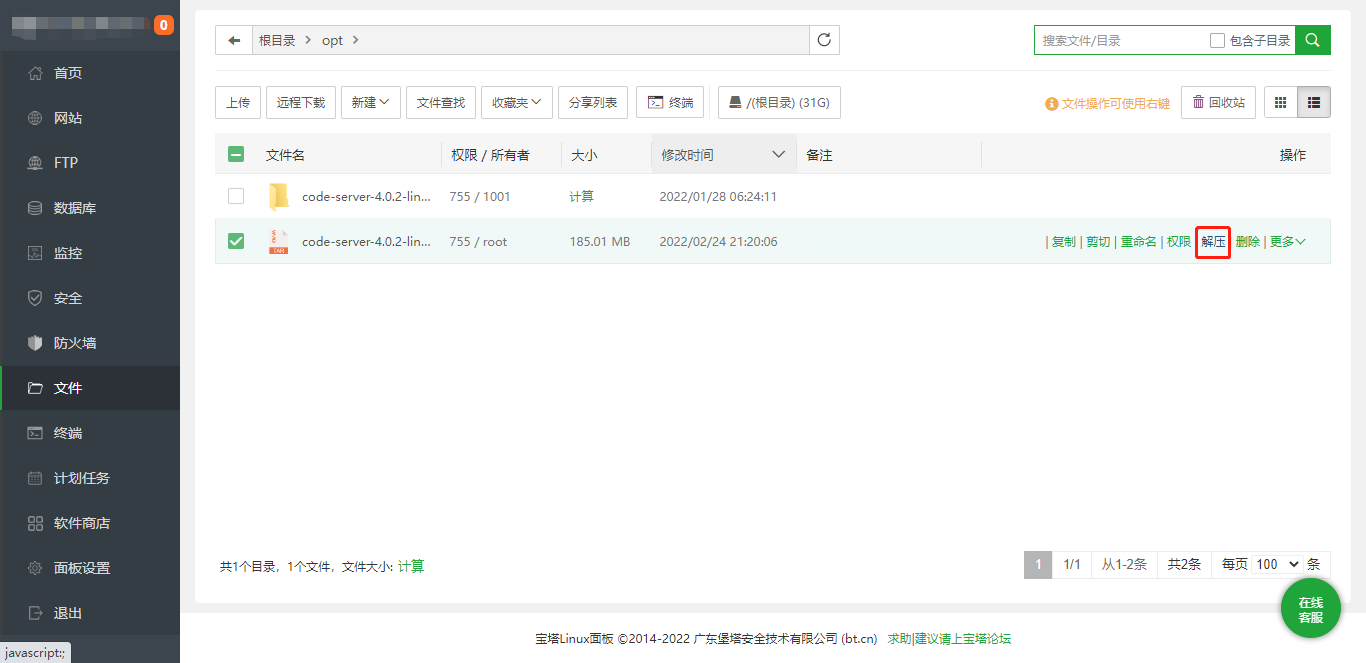 0
首页
网站
FTP
数据库
监控
安全
防火墙
文件
终端
计划任务
软件商店
面板设置
退出
javascript:;
根目录 > opt >
搜索文件/目录 包含子目录
上传 远程下载 新建 文件查找 收藏夹 分享列表 终端 /(根目录) (31G) 文件操作可使用右键 回收站
文件名 权限 / 所有者 大小 修改时间 备注 操作
code-server-4.0.2-lin... 755 / 1001 计算 2022/01/28 06:24:11
code-server-4.0.2-lin... 755 / root 185.01 MB 2022/02/24 21:20:06 | 复制 | 剪切 | 重命名 | 权限 解压 删除 | 更多
TAR
共1个目录，1个文件，文件大小: 计算
1 1/1 从1-2条 共2条 每页 100 条
在线
客服
宝塔Linux面板 ©2014-2022 广东堡塔安全技术有限公司 (bt.cn) 求助|建议请上宝塔论坛